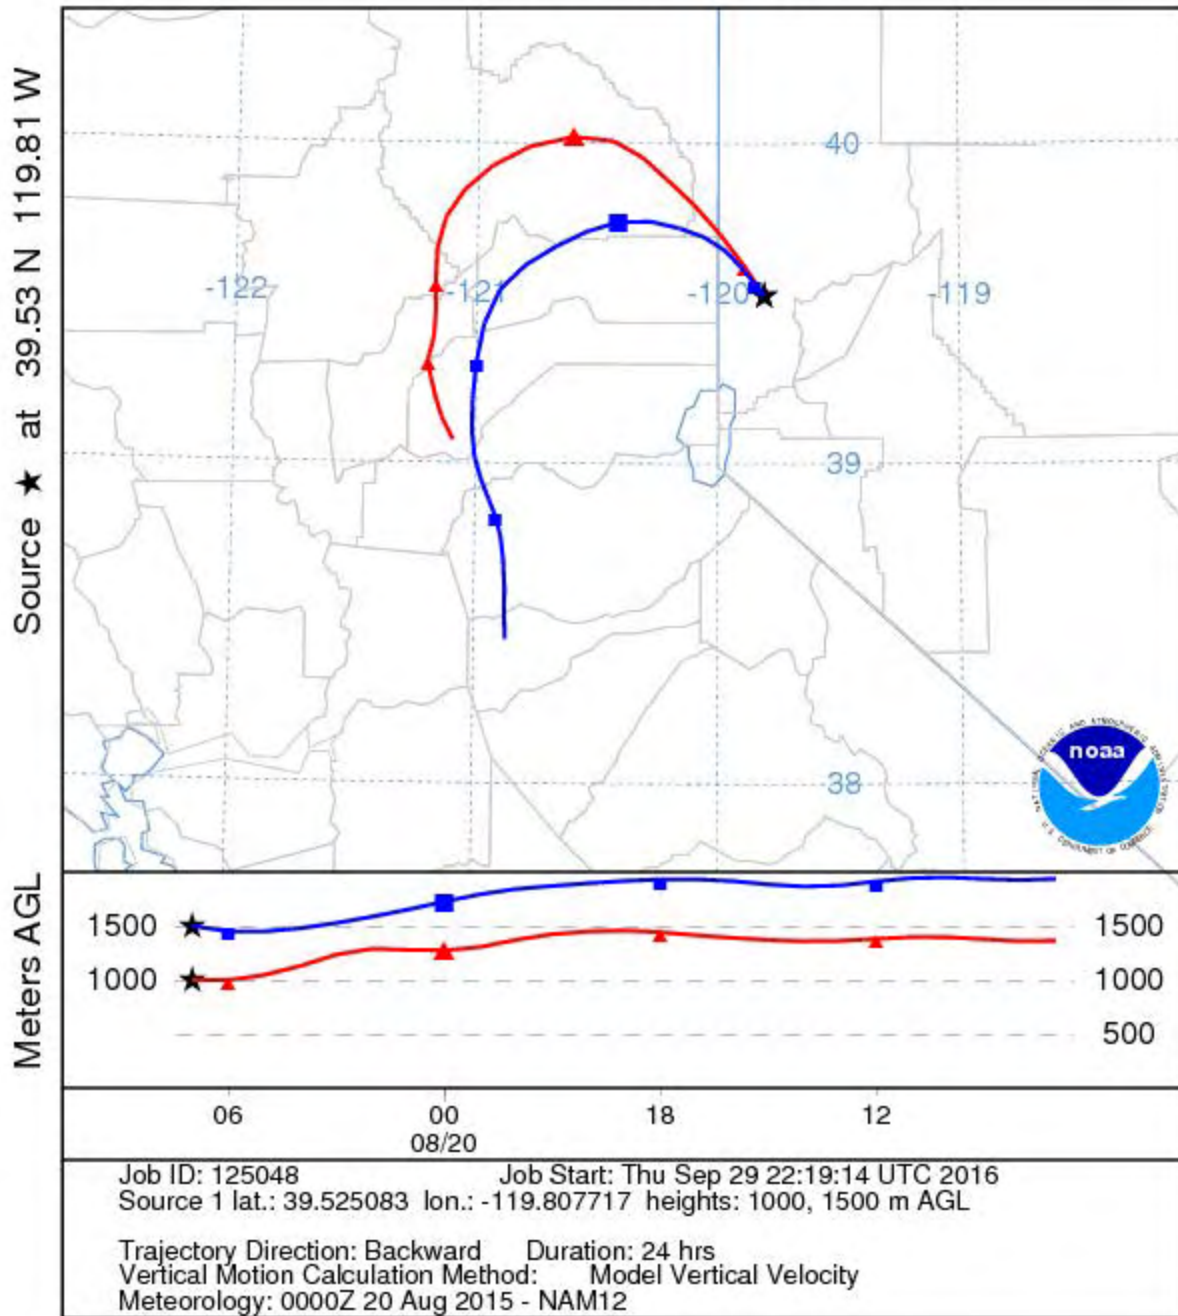 Source ★ at 39.53 N 119.81 W
40
-122
-121
-120
-119
39
38
noaa
Meters AGL
1500
1500
1000
1000
500
06
00
18
12
08/20
Job ID: 125048 Job Start: Thu Sep 29 22:19:14 UTC 2016
Source 1 lat.: 39.525083 lon.: -119.807717 heights: 1000, 1500 m AGL
Trajectory Direction: Backward Duration: 24 hrs
Vertical Motion Calculation Method: Model Vertical Velocity
Meteorology: 0000Z 20 Aug 2015 - NAM12